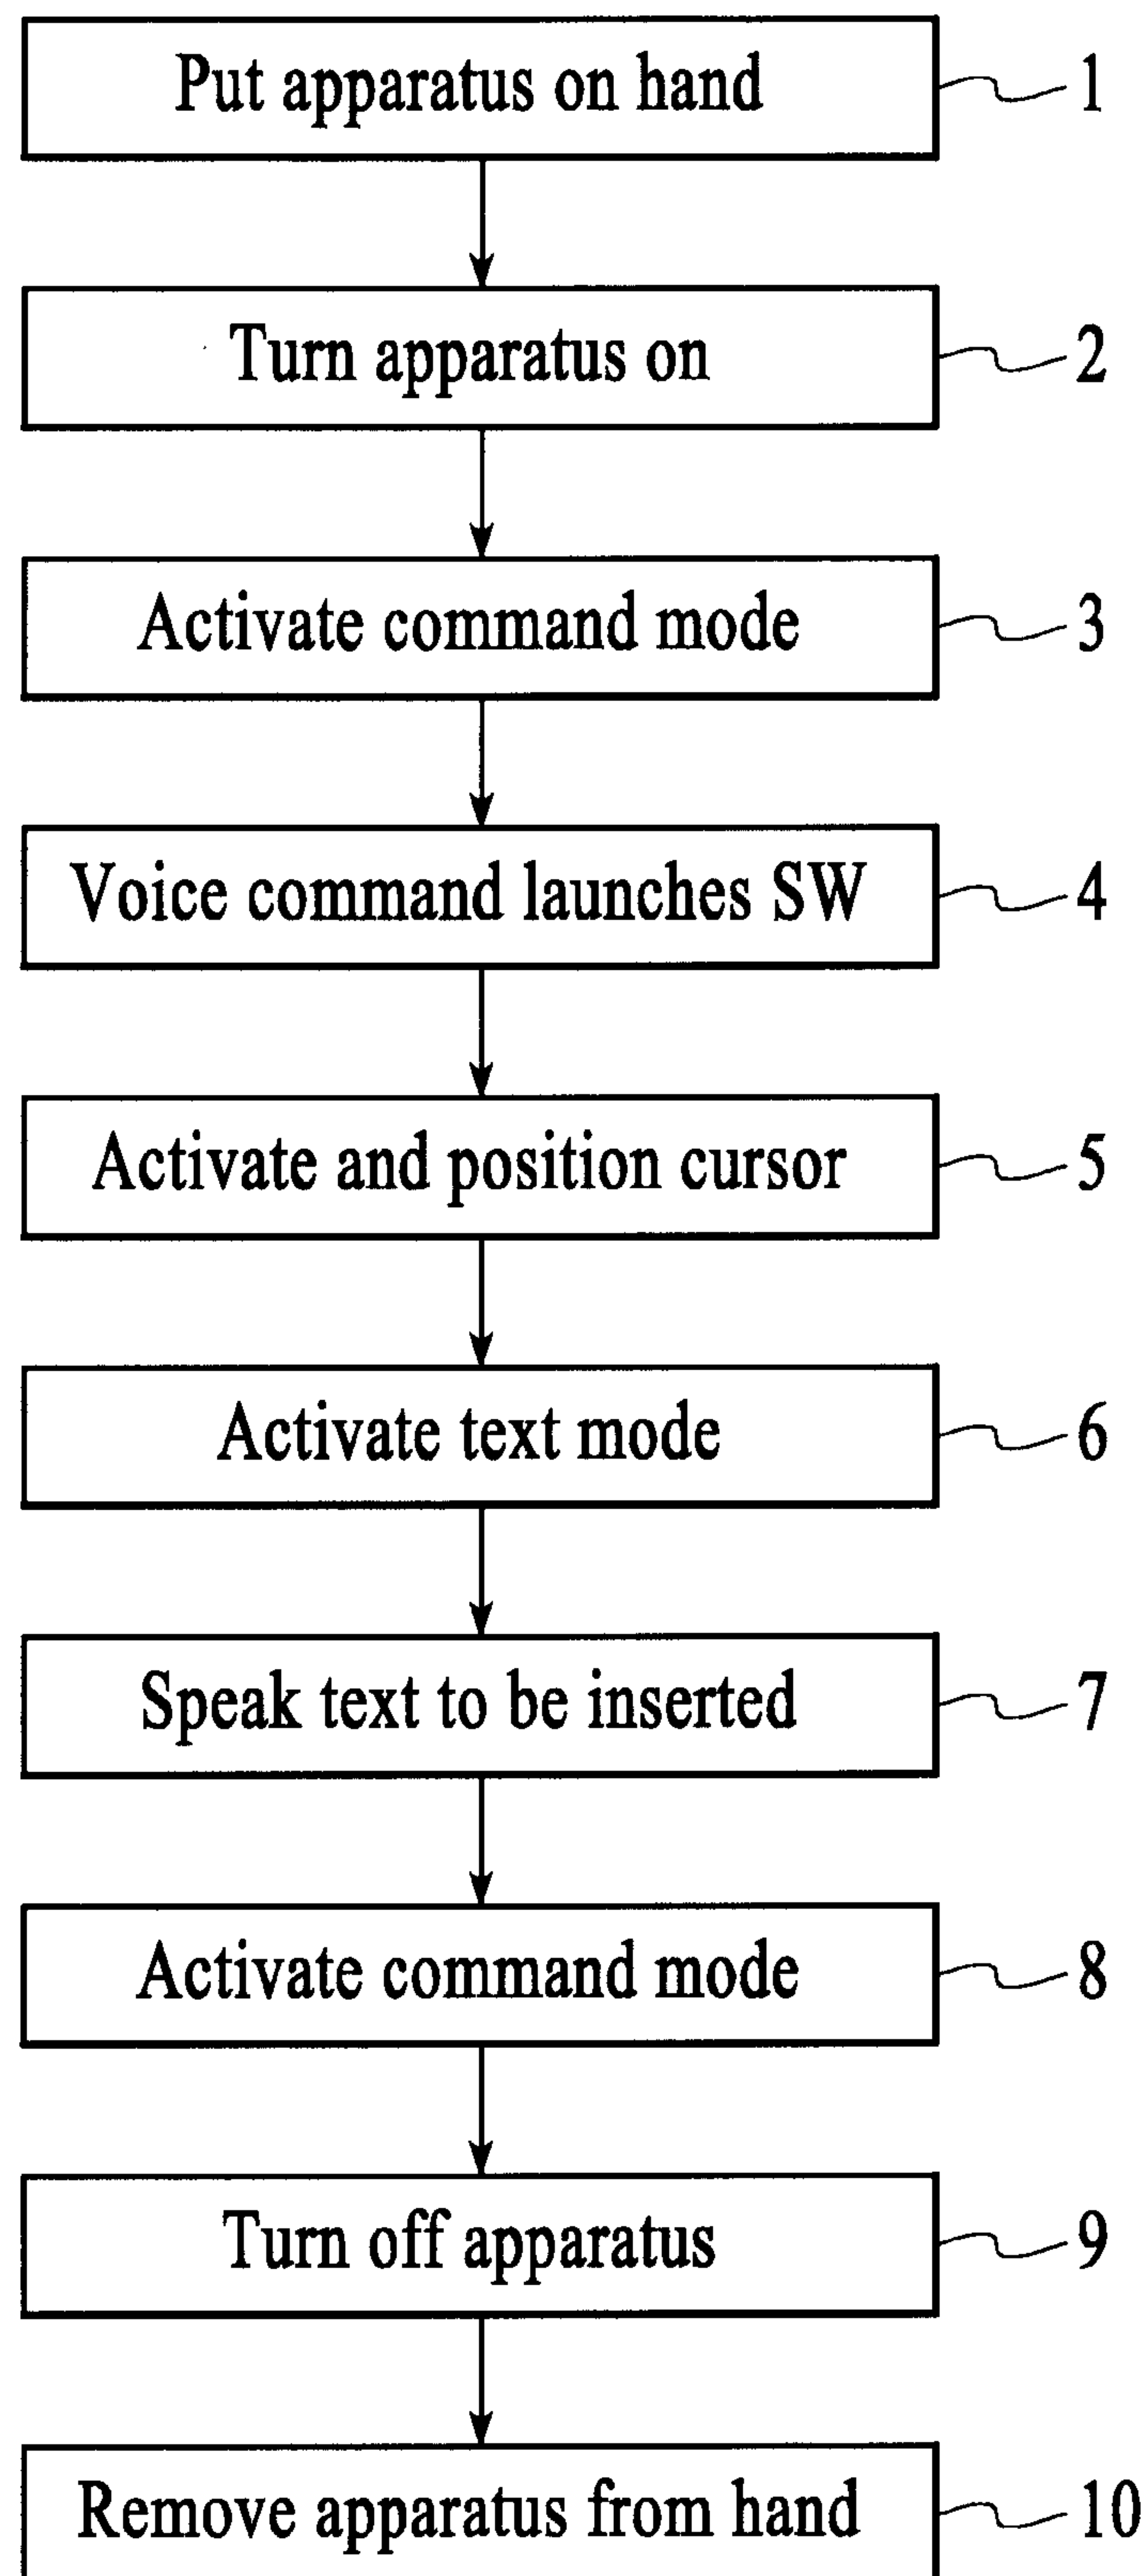 Put apparatus on hand 1
Turn apparatus on 2
Activate command mode 3
Voice command launches SW 4
Activate and position cursor 5
Activate text mode 6
Speak text to be inserted 7
Activate command mode 8
Turn off apparatus 9
Remove apparatus from hand 10